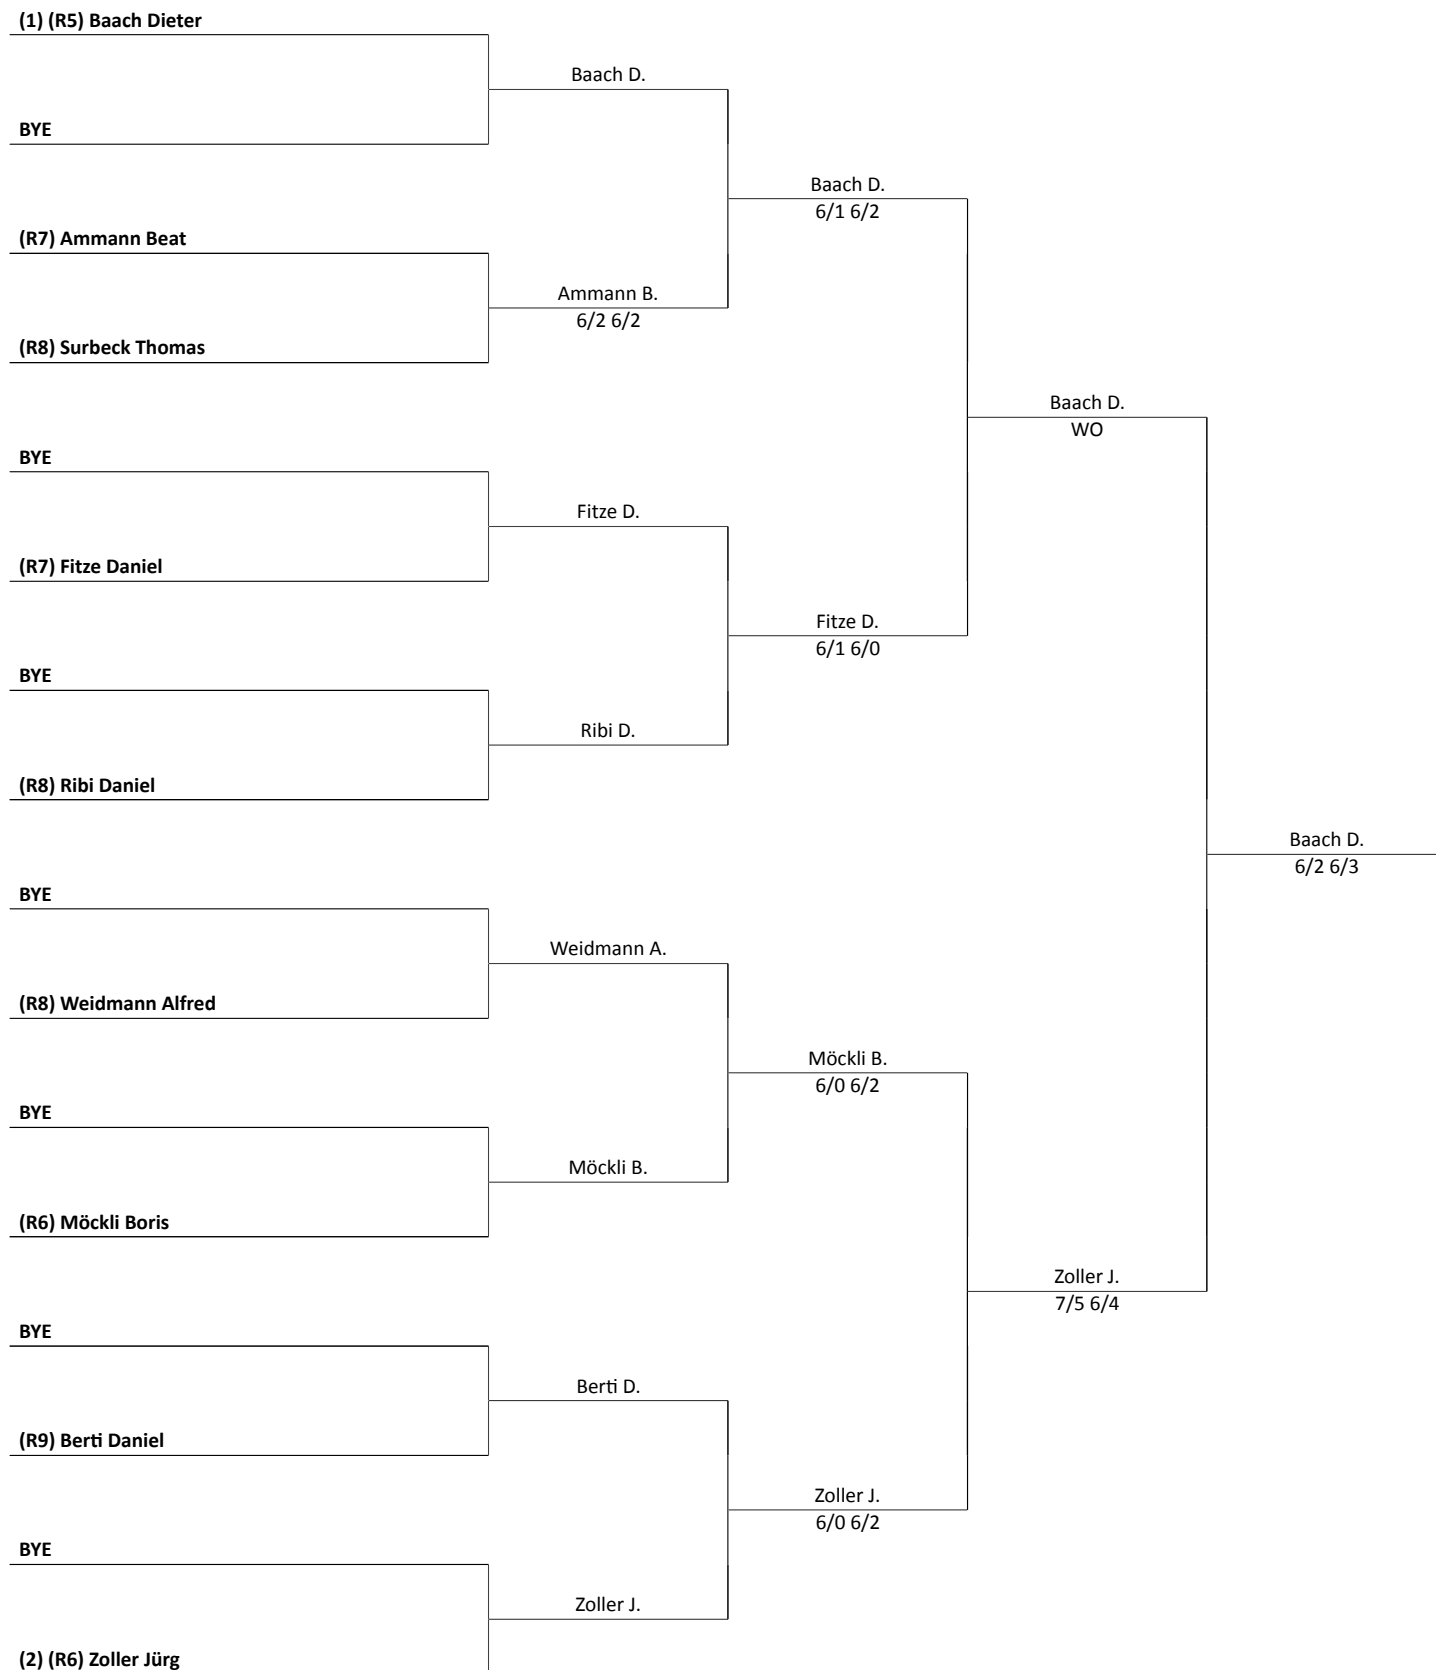 (1) (R5) Baach Dieter
Baach D.
BYE
Baach D.
6/1 6/2
(R7) Ammann Beat
Ammann B.
6/2 6/2
(R8) Surbeck Thomas
Baach D.
WO
BYE
Fitze D.
(R7) Fitze Daniel
Fitze D.
6/1 6/0
BYE
Ribi D.
(R8) Ribi Daniel
Baach D.
6/2 6/3
BYE
Weidmann A.
(R8) Weidmann Alfred
Möckli B.
6/0 6/2
BYE
Möckli B.
(R6) Möckli Boris
Zoller J.
7/5 6/4
BYE
Berti D.
(R9) Berti Daniel
Zoller J.
6/0 6/2
BYE
Zoller J.
(2) (R6) Zoller Jürg